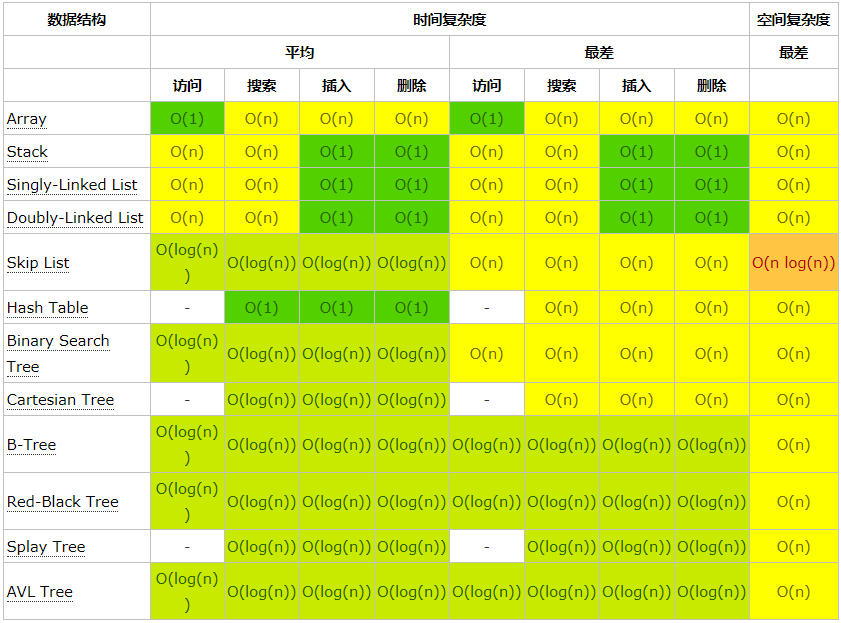 数据结构 时间复杂度 空间复杂度
平均 最差 最差
访问 搜索 插入 删除 访问 搜索 插入 删除
Array O(1) O(n) O(n) O(n) O(1) O(n) O(n) O(n) O(n)
Stack O(n) O(n) O(1) O(1) O(n) O(n) O(1) O(1) O(n)
Singly-Linked List O(n) O(n) O(1) O(1) O(n) O(n) O(1) O(1) O(n)
Doubly-Linked List O(n) O(n) O(1) O(1) O(n) O(n) O(1) O(1) O(n)
Skip List O(log(n)) O(log(n)) O(log(n)) O(log(n)) O(n) O(n) O(n) O(n) O(n log(n))
Hash Table - O(1) O(1) O(1) - O(n) O(n) O(n) O(n)
Binary Search Tree O(log(n)) O(log(n)) O(log(n)) O(log(n)) O(n) O(n) O(n) O(n) O(n)
Cartesian Tree - O(log(n)) O(log(n)) O(log(n)) - O(n) O(n) O(n) O(n)
B-Tree O(log(n)) O(log(n)) O(log(n)) O(log(n)) O(log(n)) O(log(n)) O(log(n)) O(log(n)) O(n)
Red-Black Tree O(log(n)) O(log(n)) O(log(n)) O(log(n)) O(log(n)) O(log(n)) O(log(n)) O(log(n)) O(n)
Splay Tree - O(log(n)) O(log(n)) O(log(n)) - O(log(n)) O(log(n)) O(log(n)) O(n)
AVL Tree O(log(n)) O(log(n)) O(log(n)) O(log(n)) O(log(n)) O(log(n)) O(log(n)) O(log(n)) O(n)